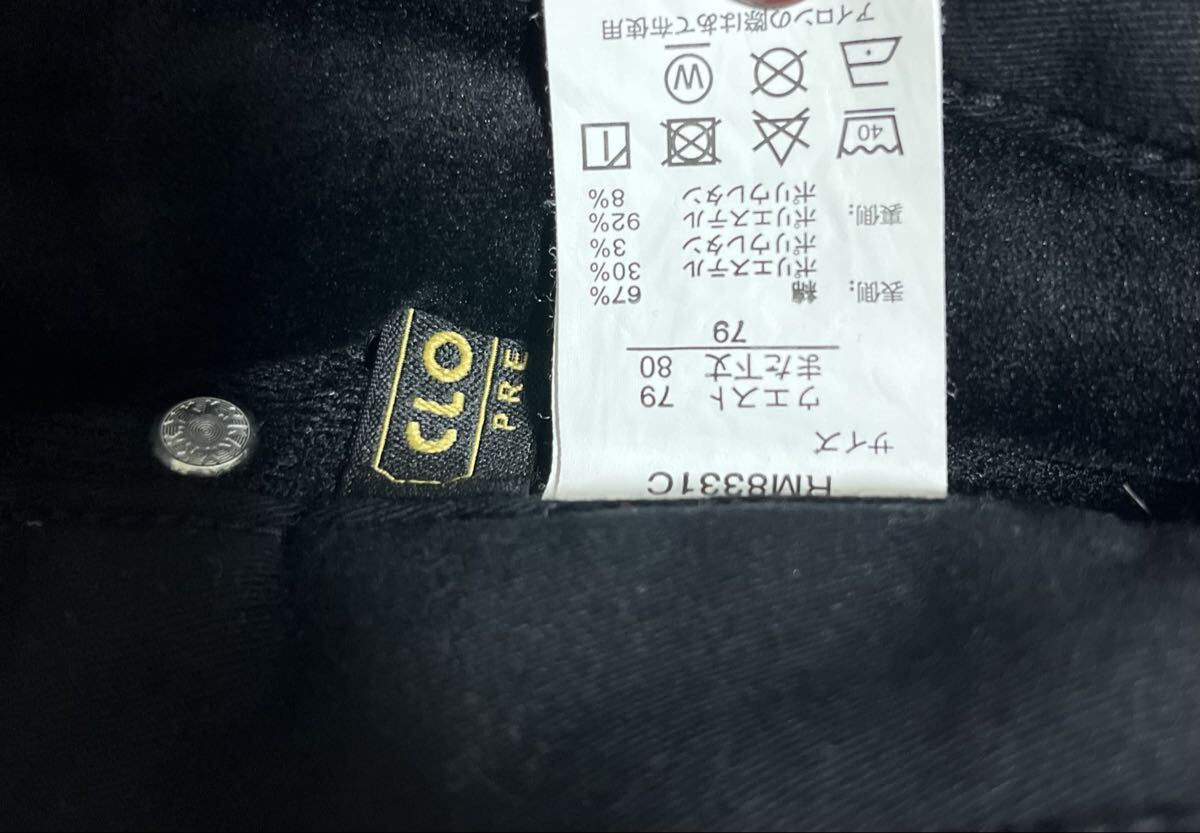 RM8331C
サイズ
ウエスト 79
また下丈 80
79
表側: 綿 67%
ポリエステル 30%
ポリウレタン 3%
裏側: ポリエステル 92%
ポリウレタン 8%
40
W
アイロンの際はあて布使用
CLO
PRE